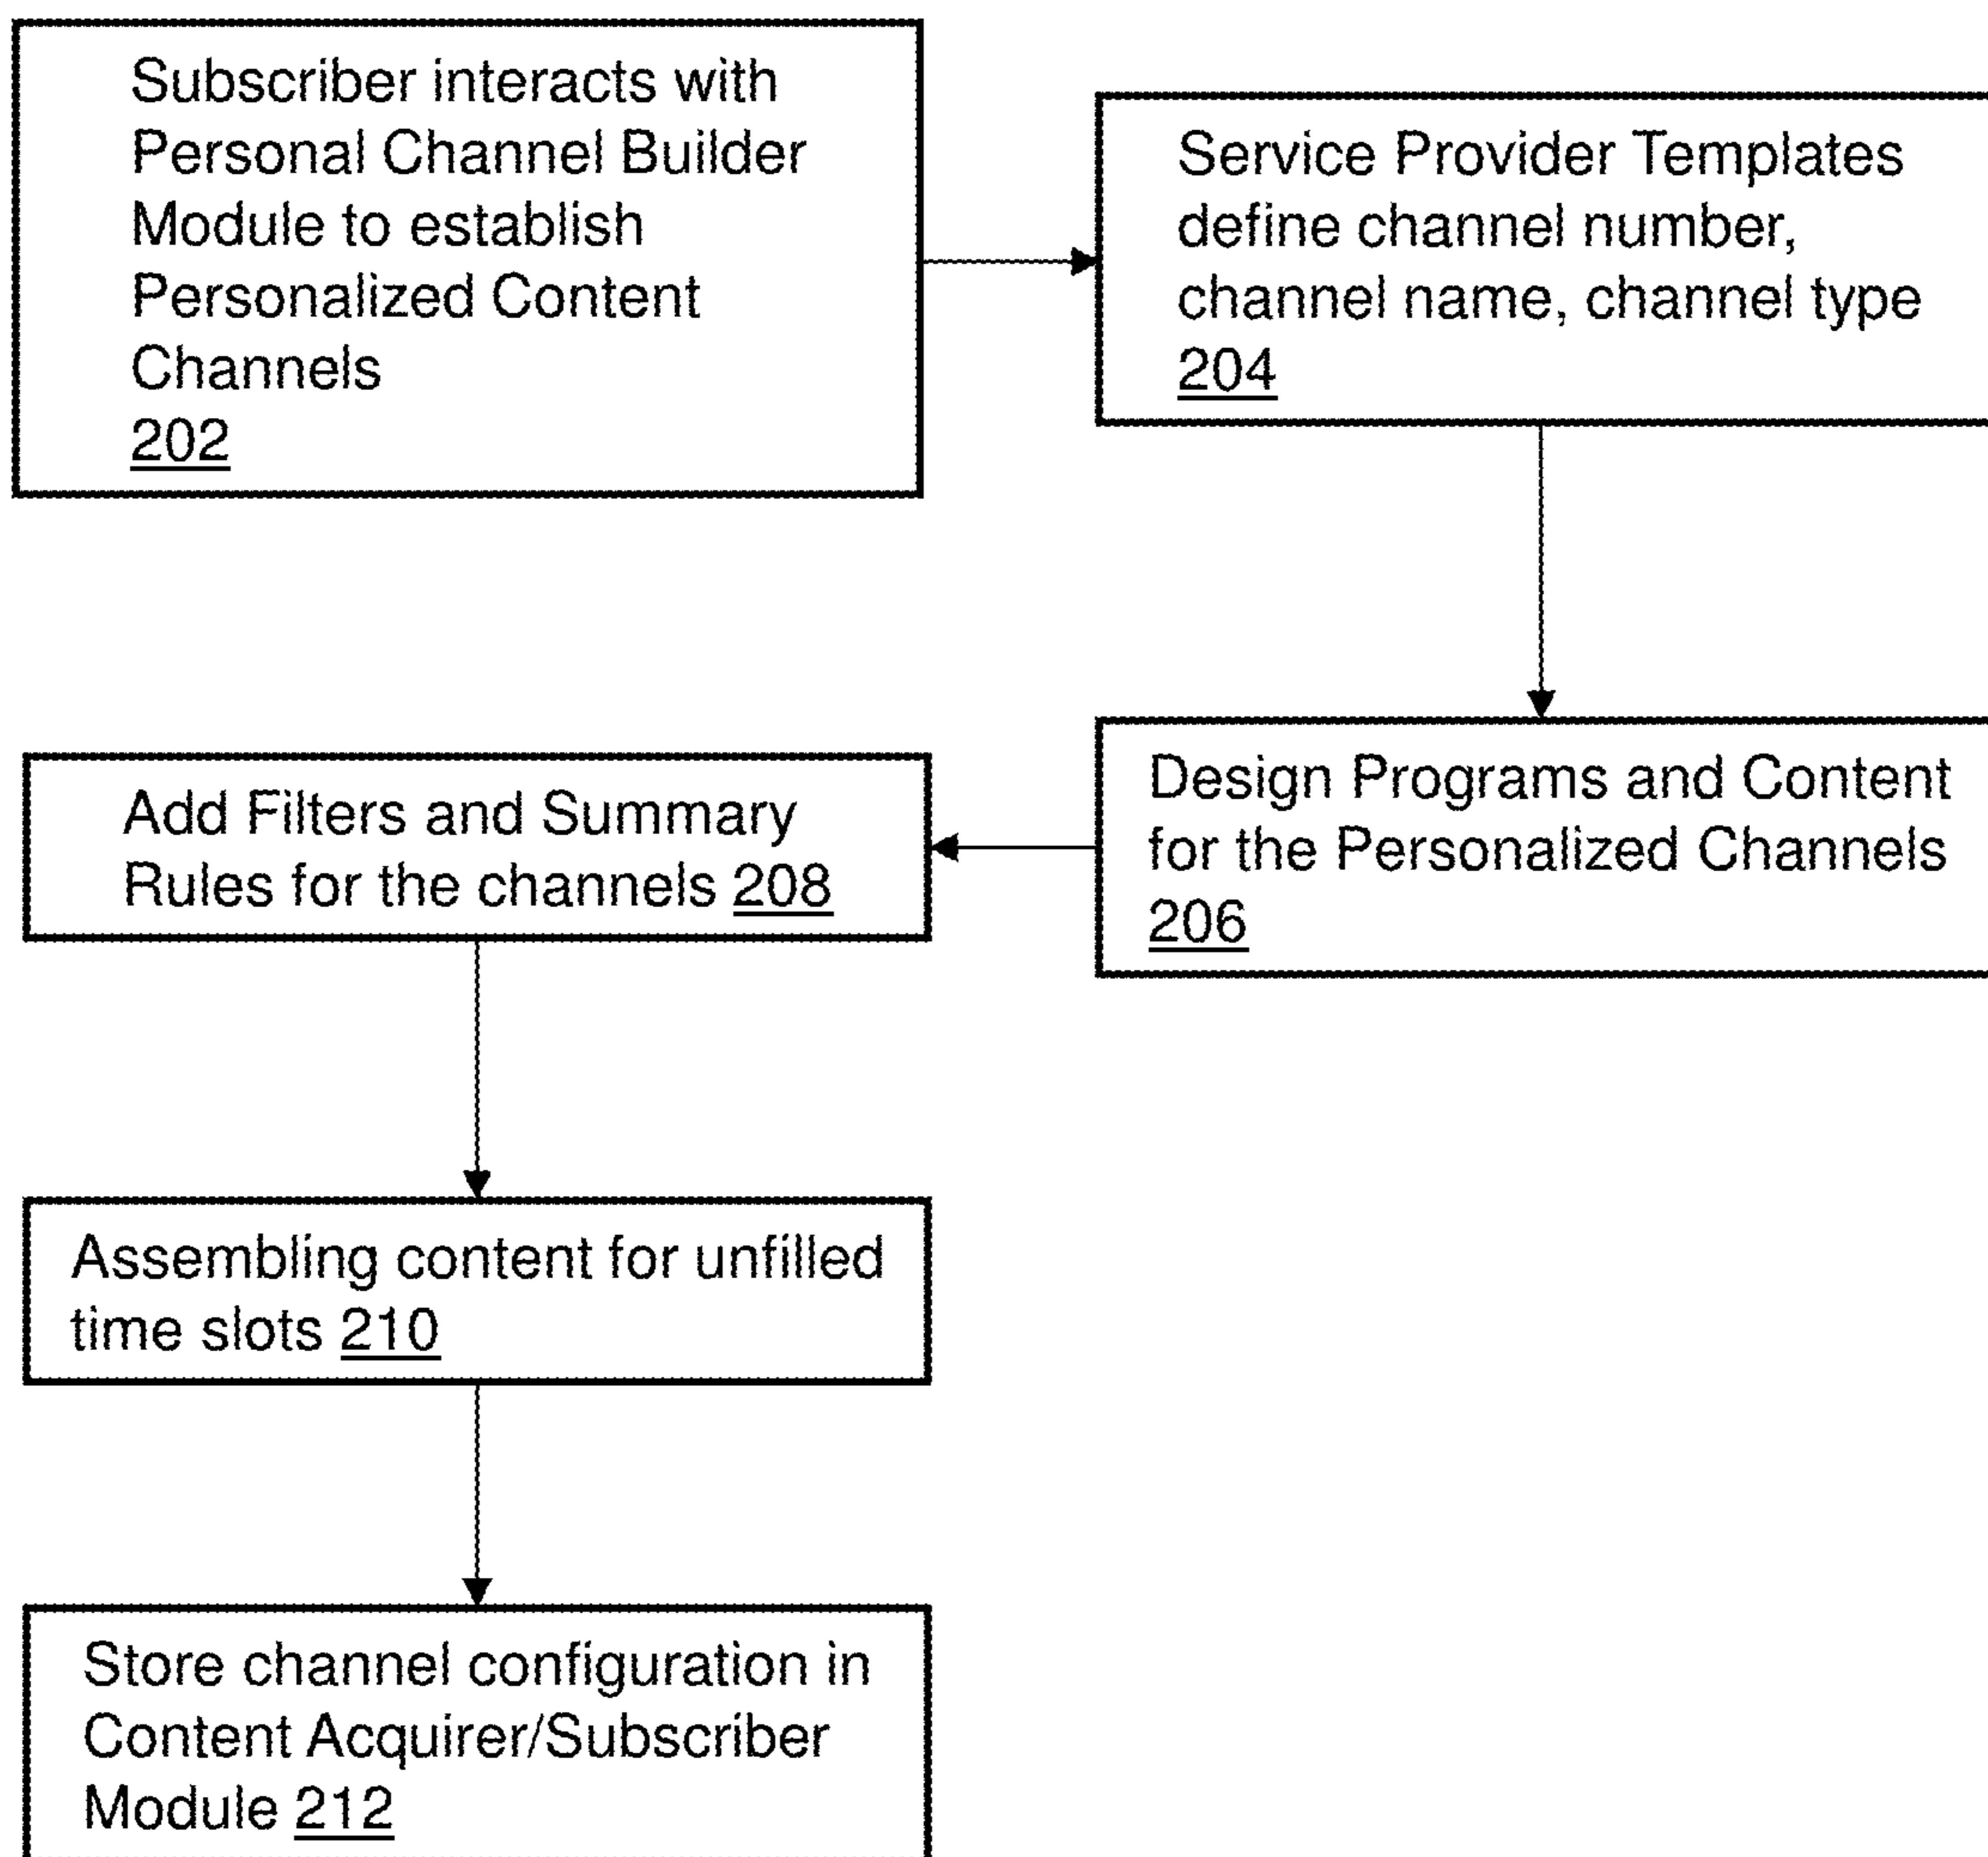 Subscriber interacts with
Personal Channel Builder
Module to establish
Personalized Content
Channels
202
Service Provider Templates
define channel number,
channel name, channel type
204
Design Programs and Content
for the Personalized Channels
206
Add Filters and Summary
Rules for the channels 208
Assembling content for unfilled
time slots 210
Store channel configuration in
Content Acquirer/Subscriber
Module 212